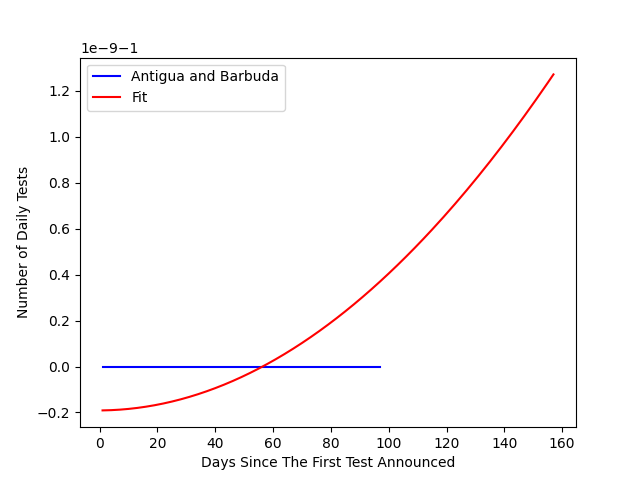 1e−9−1
Antigua and Barbuda
Fit
1.2
1.0
0.8
0.6
0.4
0.2
0.0
−0.2
Number of Daily Tests
0 20 40 60 80 100 120 140 160
Days Since The First Test Announced